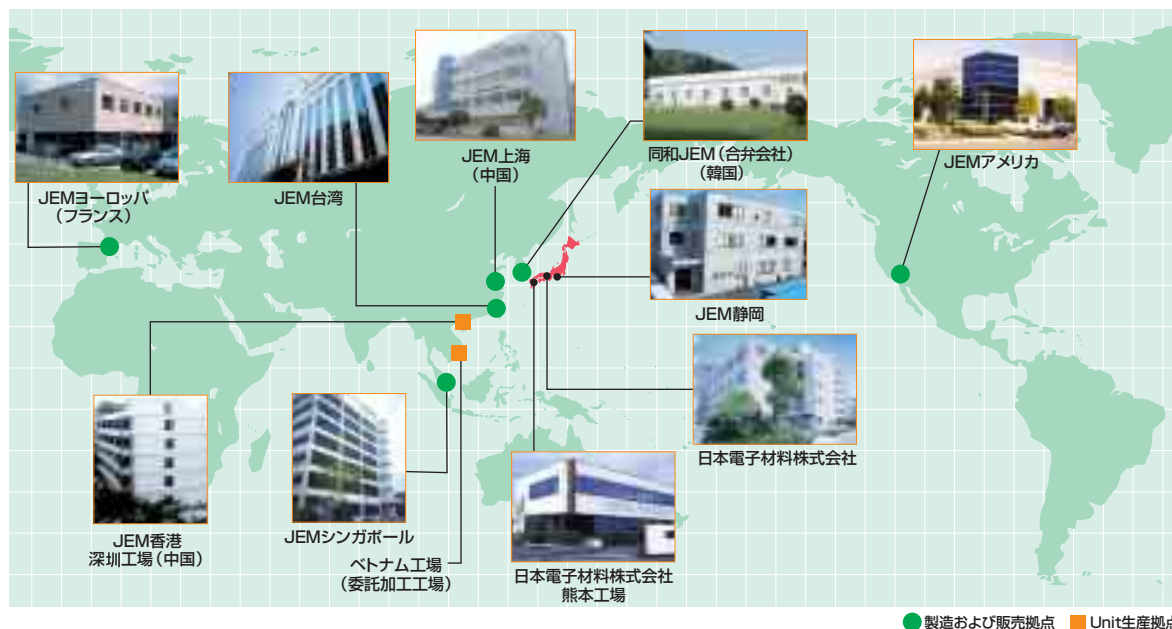 JEMヨーロッパ
(フランス)
JEM台湾
JEM上海
(中国)
同和JEM(合弁会社)
(韓国)
JEMアメリカ
JEM静岡
日本電子材料株式会社
JEM香港
深圳工場(中国)
JEMシンガポール
ベトナム工場
(委託加工工場)
日本電子材料株式会社
熊本工場
製造および販売拠点
Unit生産拠点